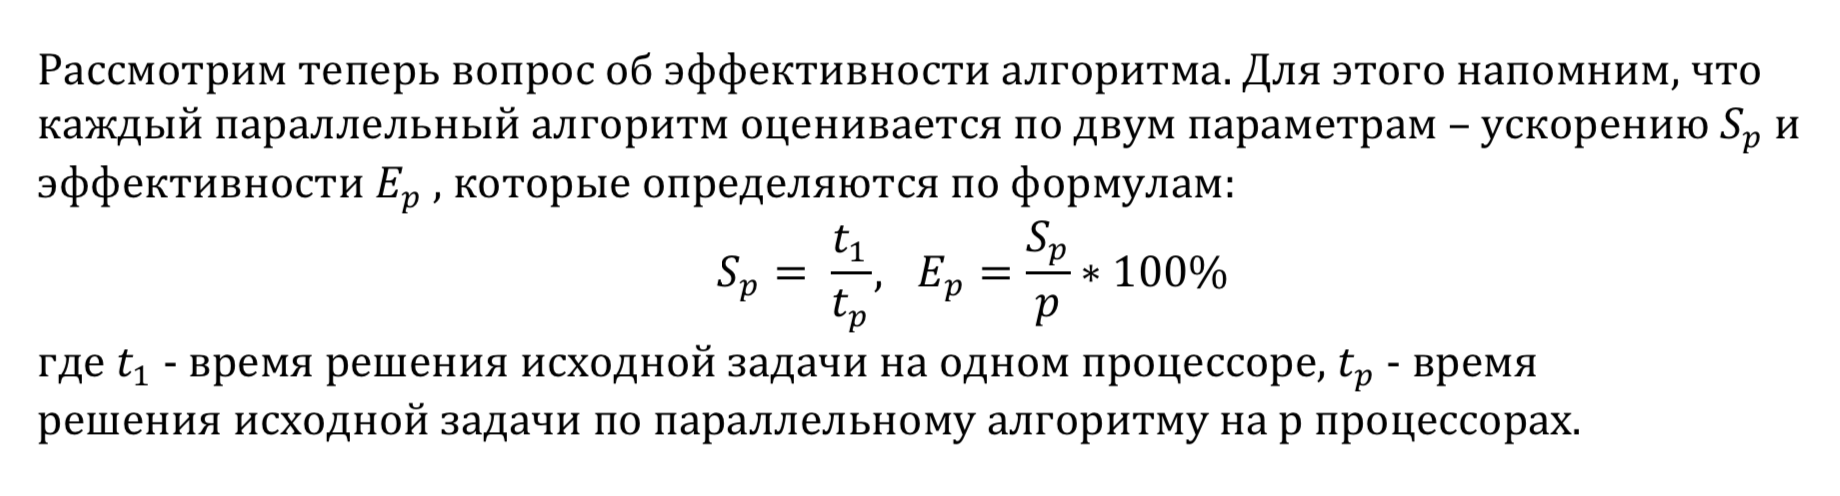 Рассмотрим теперь вопрос об эффективности алгоритма. Для этого напомним, что
каждый параллельный алгоритм оценивается по двум параметрам – ускорению $S_p$ и
эффективности $E_p$ , которые определяются по формулам:
$S_p = \frac{t_1}{t_p}, \; E_p = \frac{S_p}{p} * 100\%$
где $t_1$ - время решения исходной задачи на одном процессоре, $t_p$ - время
решения исходной задачи по параллельному алгоритму на p процессорах.